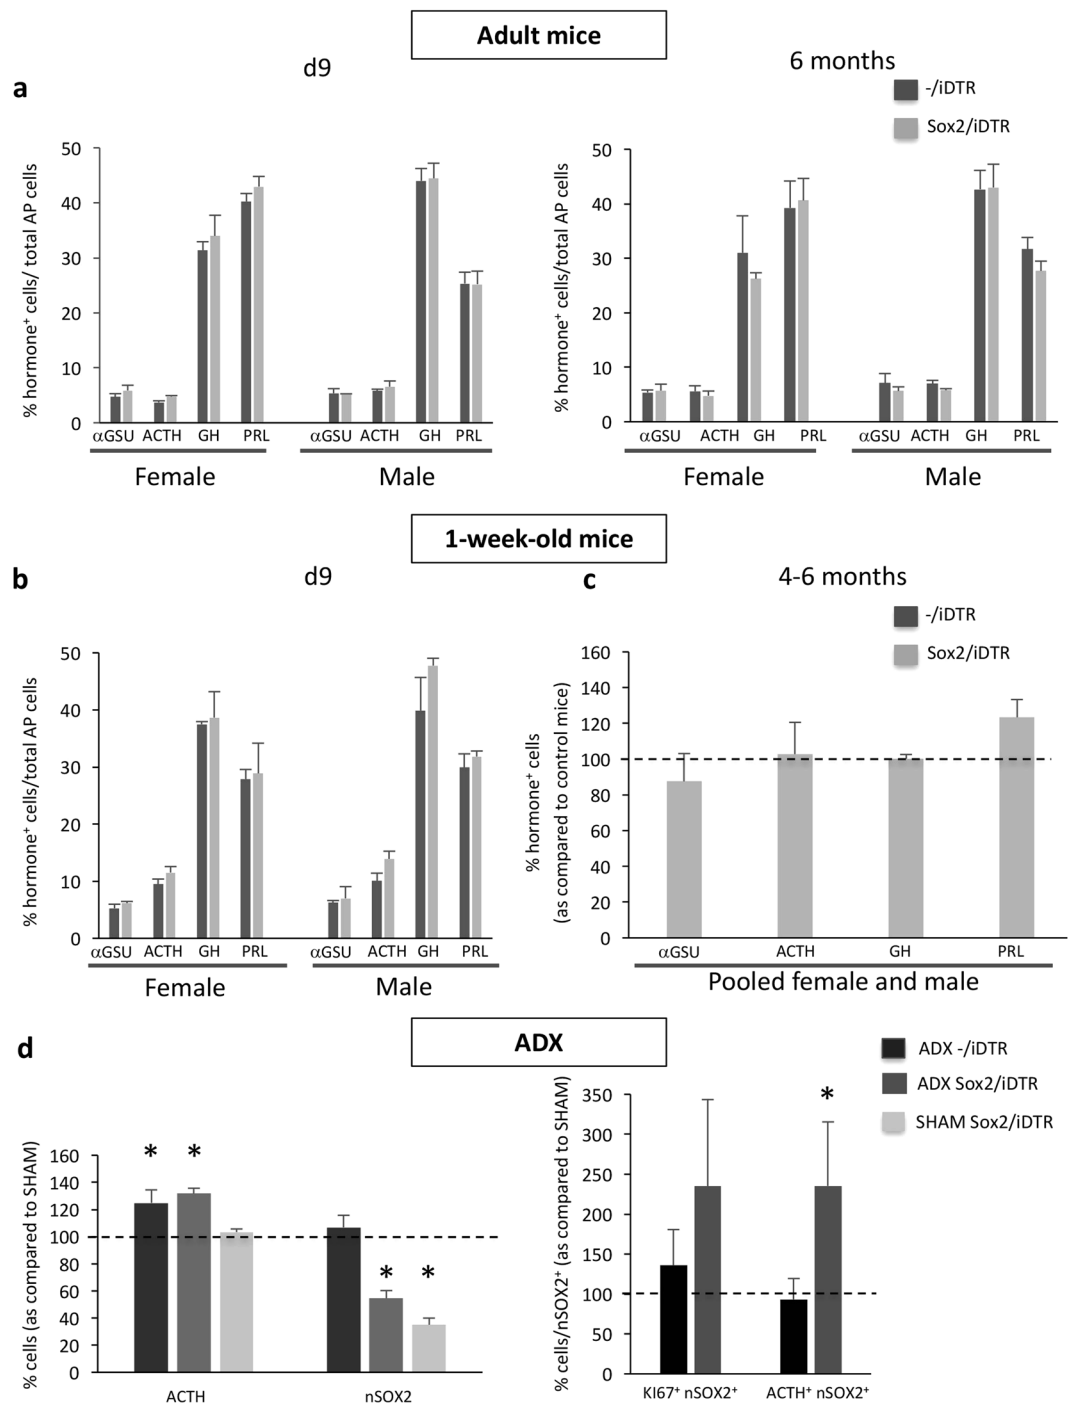 Adult mice
a
d9
6 months
-/iDTR
Sox2/iDTR
% hormone⁺ cells/ total AP cells
50
40
30
20
10
0
αGSU ACTH GH PRL
Female
αGSU ACTH GH PRL
Male
% hormone⁺ cells/total AP cells
50
40
30
20
10
0
αGSU ACTH GH PRL
Female
αGSU ACTH GH PRL
Male
1-week-old mice
b
d9
% hormone⁺ cells/total AP cells
50
40
30
20
10
0
αGSU ACTH GH PRL
Female
αGSU ACTH GH PRL
Male
c
4-6 months
-/iDTR
Sox2/iDTR
% hormone⁺ cells
(as compared to control mice)
160
140
120
100
80
60
40
20
0
αGSU ACTH GH PRL
Pooled female and male
d
ADX
ADX -/iDTR
ADX Sox2/iDTR
SHAM Sox2/iDTR
% cells (as compared to SHAM)
160
140
120
100
80
60
40
20
0
* *
* *
ACTH nSOX2
% cells/nSOX2⁺ (as compared to SHAM)
350
300
250
200
150
100
50
0
*
KI67⁺ nSOX2⁺ ACTH⁺ nSOX2⁺